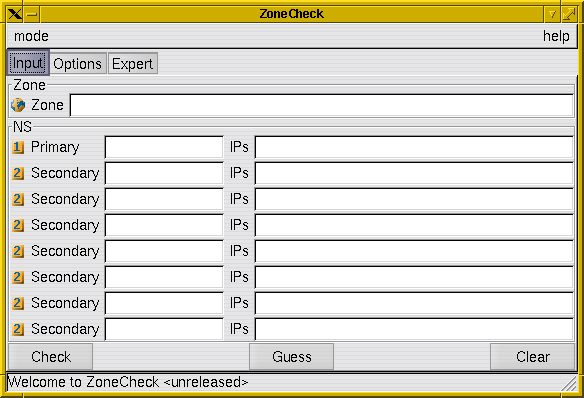 ZoneCheck
mode help
Input Options Expert
Zone
Zone
NS
1 Primary IPs
2 Secondary IPs
2 Secondary IPs
2 Secondary IPs
2 Secondary IPs
2 Secondary IPs
2 Secondary IPs
2 Secondary IPs
Check Guess Clear
Welcome to ZoneCheck <unreleased>